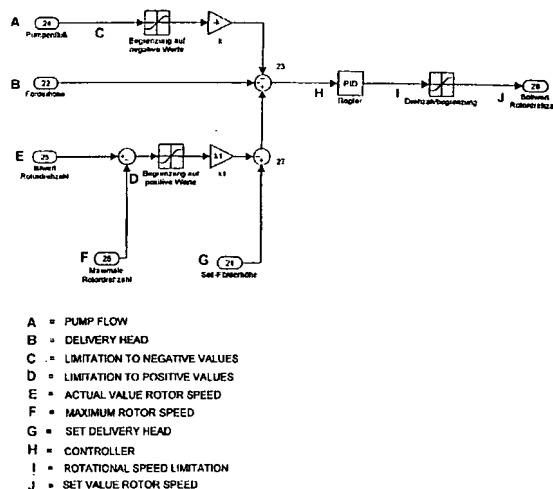 A
24
Pumpenfluß
C
Begrenzung auf
negative Werte
-k
k
23
B
22
Förderhöhe
H
PID
Regler
I
Drehzahlbegrenzung
J
28
Sollwert
Rotordrehzahl
E
25
Istwert
Rotordrehzahl
D
Begrenzung auf
positive Werte
k1
k1
27
F
26
Maximale
Rotordrehzahl
G
21
Soll-Förderhöhe
A = PUMP FLOW
B = DELIVERY HEAD
C = LIMITATION TO NEGATIVE VALUES
D = LIMITATION TO POSITIVE VALUES
E = ACTUAL VALUE ROTOR SPEED
F = MAXIMUM ROTOR SPEED
G = SET DELIVERY HEAD
H = CONTROLLER
I = ROTATIONAL SPEED LIMITATION
J = SET VALUE ROTOR SPEED